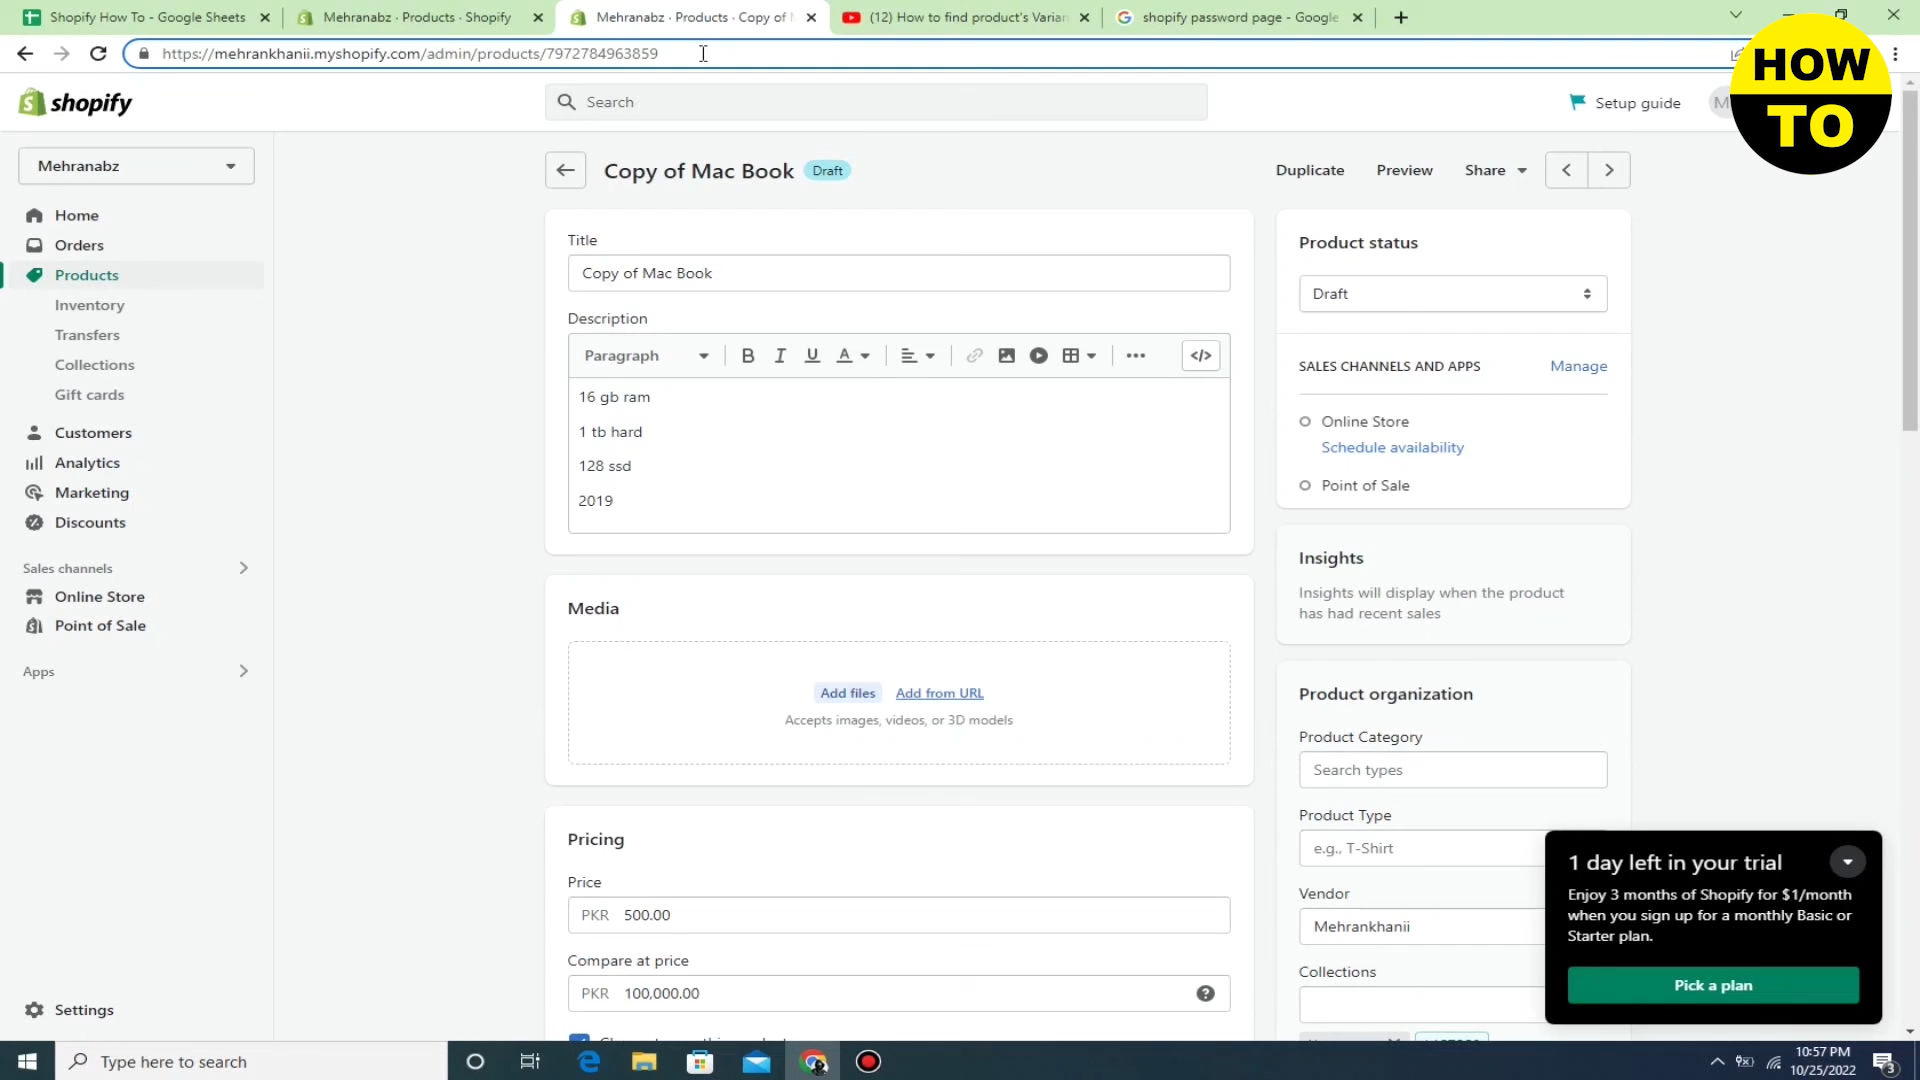 Shopify How To - Google Sheets
Mehranabz · Products · Shopify
Mehranabz · Products · Copy of
(12) How to find product's Varian
shopify password page - Google
https://mehrankhanii.myshopify.com/admin/products/7972784963859
HOW
TO
shopify
Search
Setup guide
Mehranabz
Copy of Mac Book
Draft
Duplicate
Preview
Share
Home
Orders
Products
Inventory
Transfers
Collections
Gift cards
Customers
Analytics
Marketing
Discounts
Sales channels
Online Store
Point of Sale
Apps
Settings
Title
Copy of Mac Book
Description
Paragraph
B I U A
</>
16 gb ram
1 tb hard
128 ssd
2019
Media
Add files
Add from URL
Accepts images, videos, or 3D models
Pricing
Price
PKR 500.00
Compare at price
PKR 100,000.00
Product status
Draft
SALES CHANNELS AND APPS
Manage
Online Store
Schedule availability
Point of Sale
Insights
Insights will display when the product
has had recent sales
Product organization
Product Category
Search types
Product Type
e.g., T-Shirt
Vendor
Mehrankhanii
Collections
1 day left in your trial
Enjoy 3 months of Shopify for $1/month
when you sign up for a monthly Basic or
Starter plan.
Pick a plan
Type here to search
10:57 PM
10/25/2022
3